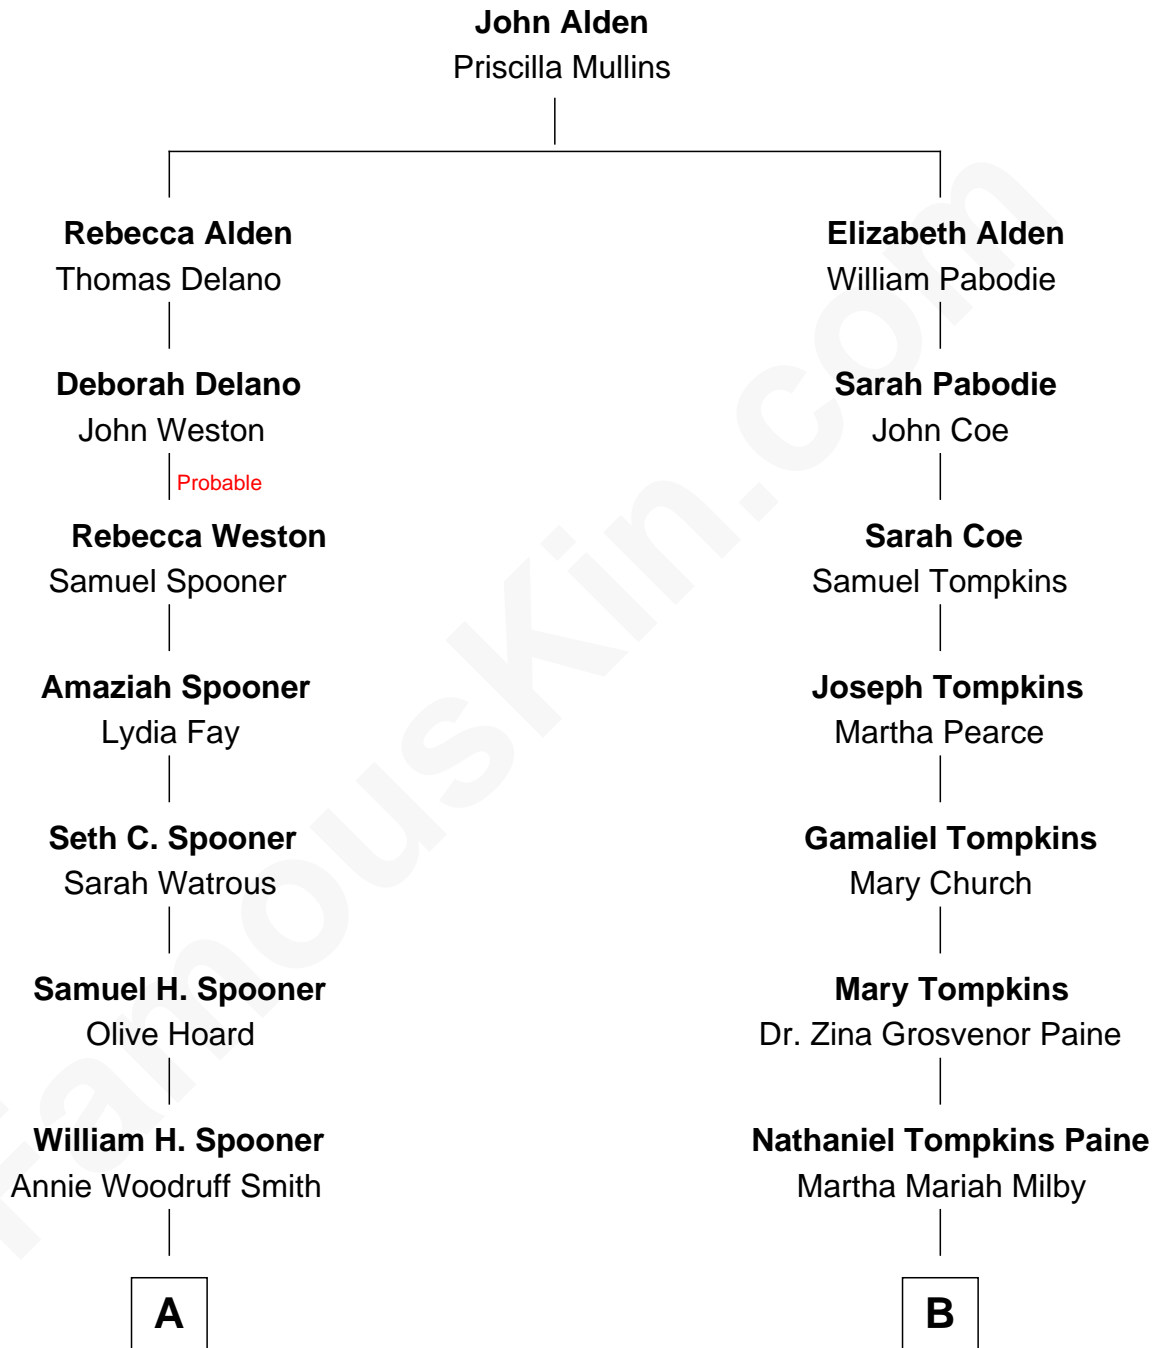 John Alden
Priscilla Mullins
Rebecca Alden
Thomas Delano
Deborah Delano
John Weston
Probable
Rebecca Weston
Samuel Spooner
Amaziah Spooner
Lydia Fay
Seth C. Spooner
Sarah Watrous
Samuel H. Spooner
Olive Hoard
William H. Spooner
Annie Woodruff Smith
A
Elizabeth Alden
William Pabodie
Sarah Pabodie
John Coe
Sarah Coe
Samuel Tompkins
Joseph Tompkins
Martha Pearce
Gamaliel Tompkins
Mary Church
Mary Tompkins
Dr. Zina Grosvenor Paine
Nathaniel Tompkins Paine
Martha Mariah Milby
B
FamousKin.com